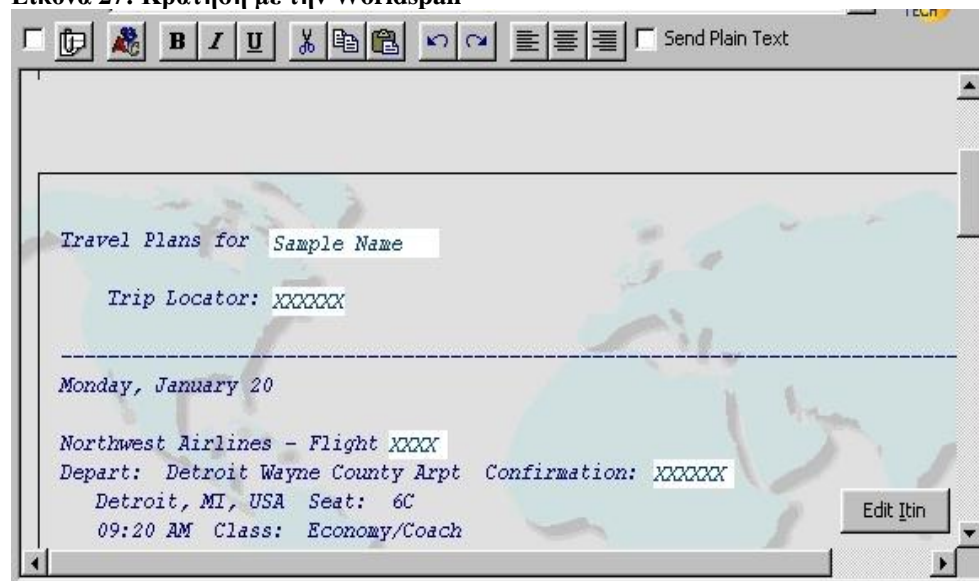 Εικόνα 27: Κράτηση με την Worldspan
TECH
B I U Send Plain Text
Travel Plans for Sample Name
Trip Locator: XXXXXX
Monday, January 20
Northwest Airlines - Flight XXXX
Depart: Detroit Wayne County Arpt Confirmation: XXXXXX
Detroit, MI, USA Seat: 6C
09:20 AM Class: Economy/Coach
Edit Itin